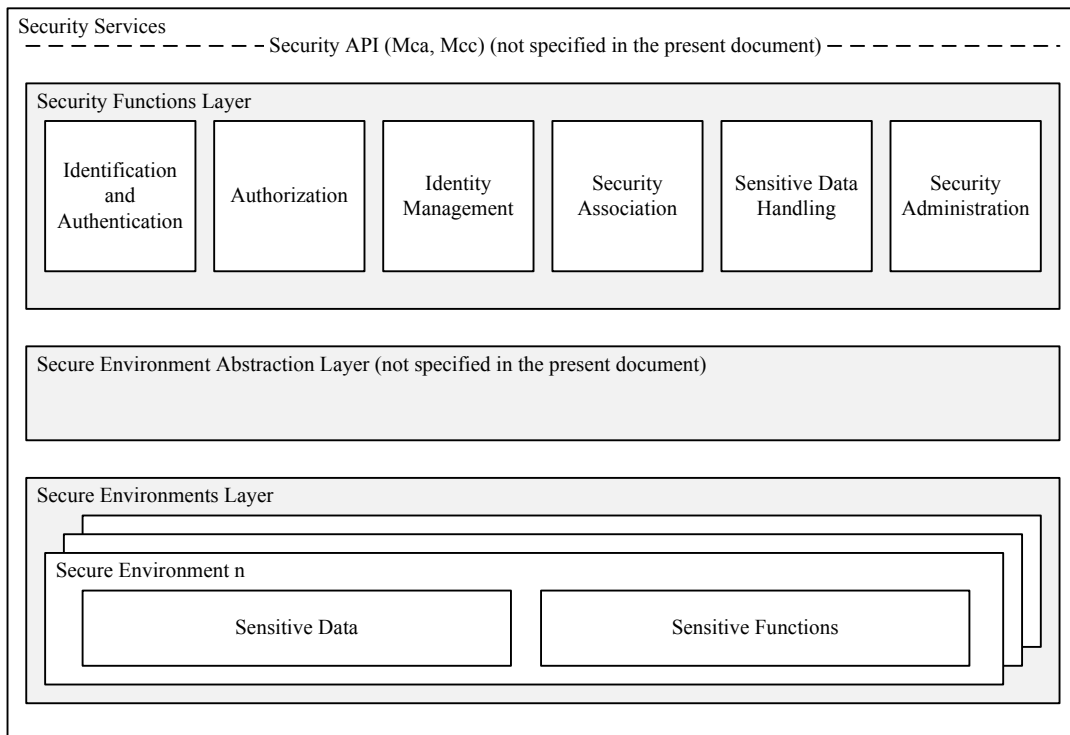 Security Services
Security API (Mca, Mcc) (not specified in the present document)
Security Functions Layer
Identification
and
Authentication
Authorization
Identity
Management
Security
Association
Sensitive Data
Handling
Security
Administration
Secure Environment Abstraction Layer (not specified in the present document)
Secure Environments Layer
Secure Environment n
Sensitive Data
Sensitive Functions